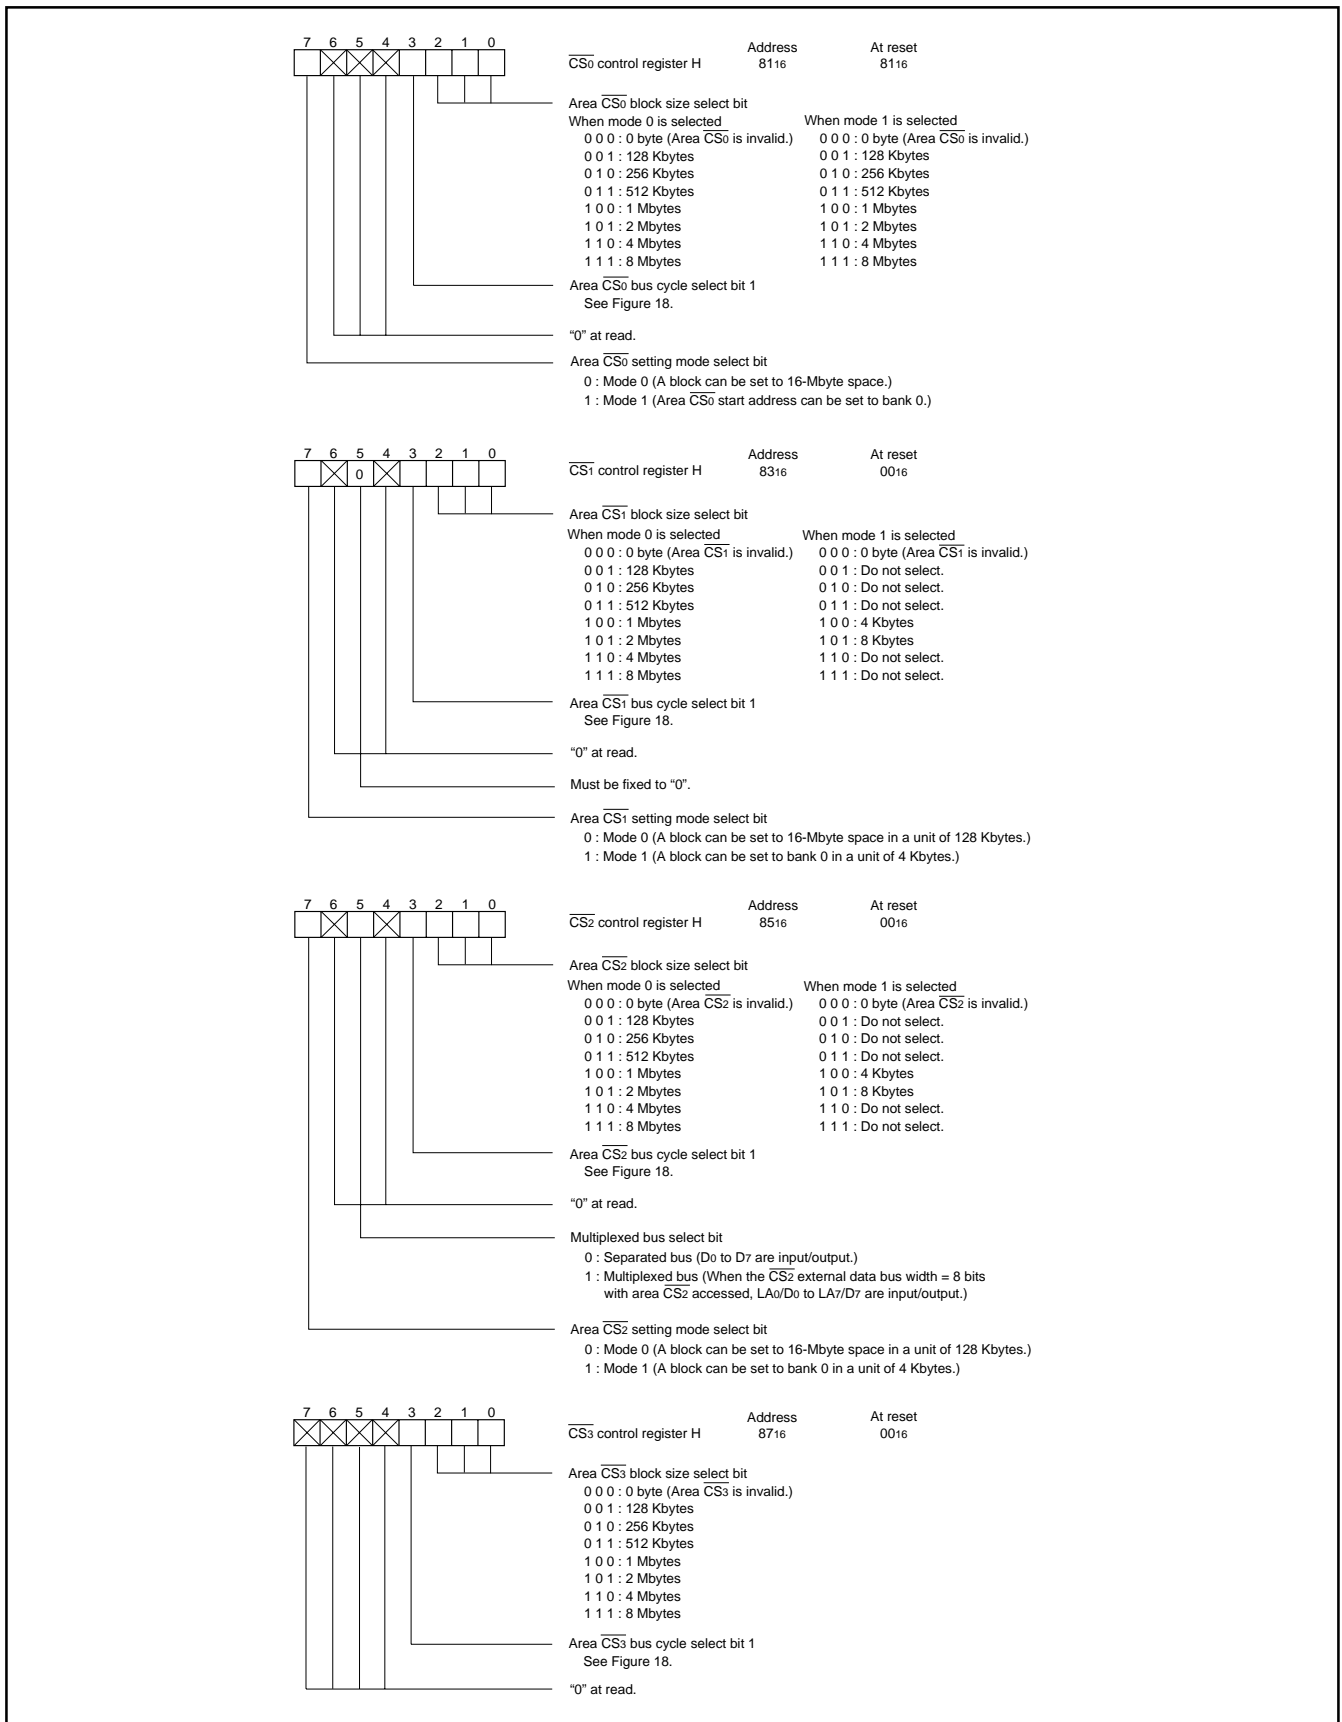 7 6 5 4 3 2 1 0
Address At reset
CS0 control register H 8116 8116
Area CS0 block size select bit
When mode 0 is selected When mode 1 is selected
0 0 0 : 0 byte (Area CS0 is invalid.) 0 0 0 : 0 byte (Area CS0 is invalid.)
0 0 1 : 128 Kbytes 0 0 1 : 128 Kbytes
0 1 0 : 256 Kbytes 0 1 0 : 256 Kbytes
0 1 1 : 512 Kbytes 0 1 1 : 512 Kbytes
1 0 0 : 1 Mbytes 1 0 0 : 1 Mbytes
1 0 1 : 2 Mbytes 1 0 1 : 2 Mbytes
1 1 0 : 4 Mbytes 1 1 0 : 4 Mbytes
1 1 1 : 8 Mbytes 1 1 1 : 8 Mbytes
Area CS0 bus cycle select bit 1
See Figure 18.
“0” at read.
Area CS0 setting mode select bit
0 : Mode 0 (A block can be set to 16-Mbyte space.)
1 : Mode 1 (Area CS0 start address can be set to bank 0.)
7 6 5 4 3 2 1 0
Address At reset
0
CS1 control register H 8316 0016
Area CS1 block size select bit
When mode 0 is selected When mode 1 is selected
0 0 0 : 0 byte (Area CS1 is invalid.) 0 0 0 : 0 byte (Area CS1 is invalid.)
0 0 1 : 128 Kbytes 0 0 1 : Do not select.
0 1 0 : 256 Kbytes 0 1 0 : Do not select.
0 1 1 : 512 Kbytes 0 1 1 : Do not select.
1 0 0 : 1 Mbytes 1 0 0 : 4 Kbytes
1 0 1 : 2 Mbytes 1 0 1 : 8 Kbytes
1 1 0 : 4 Mbytes 1 1 0 : Do not select.
1 1 1 : 8 Mbytes 1 1 1 : Do not select.
Area CS1 bus cycle select bit 1
See Figure 18.
“0” at read.
Must be fixed to “0”.
Area CS1 setting mode select bit
0 : Mode 0 (A block can be set to 16-Mbyte space in a unit of 128 Kbytes.)
1 : Mode 1 (A block can be set to bank 0 in a unit of 4 Kbytes.)
7 6 5 4 3 2 1 0
Address At reset
CS2 control register H 8516 0016
Area CS2 block size select bit
When mode 0 is selected When mode 1 is selected
0 0 0 : 0 byte (Area CS2 is invalid.) 0 0 0 : 0 byte (Area CS2 is invalid.)
0 0 1 : 128 Kbytes 0 0 1 : Do not select.
0 1 0 : 256 Kbytes 0 1 0 : Do not select.
0 1 1 : 512 Kbytes 0 1 1 : Do not select.
1 0 0 : 1 Mbytes 1 0 0 : 4 Kbytes
1 0 1 : 2 Mbytes 1 0 1 : 8 Kbytes
1 1 0 : 4 Mbytes 1 1 0 : Do not select.
1 1 1 : 8 Mbytes 1 1 1 : Do not select.
Area CS2 bus cycle select bit 1
See Figure 18.
“0” at read.
Multiplexed bus select bit
0 : Separated bus (D0 to D7 are input/output.)
1 : Multiplexed bus (When the CS2 external data bus width = 8 bits
with area CS2 accessed, LA0/D0 to LA7/D7 are input/output.)
Area CS2 setting mode select bit
0 : Mode 0 (A block can be set to 16-Mbyte space in a unit of 128 Kbytes.)
1 : Mode 1 (A block can be set to bank 0 in a unit of 4 Kbytes.)
7 6 5 4 3 2 1 0
Address At reset
CS3 control register H 8716 0016
Area CS3 block size select bit
0 0 0 : 0 byte (Area CS3 is invalid.)
0 0 1 : 128 Kbytes
0 1 0 : 256 Kbytes
0 1 1 : 512 Kbytes
1 0 0 : 1 Mbytes
1 0 1 : 2 Mbytes
1 1 0 : 4 Mbytes
1 1 1 : 8 Mbytes
Area CS3 bus cycle select bit 1
See Figure 18.
“0” at read.